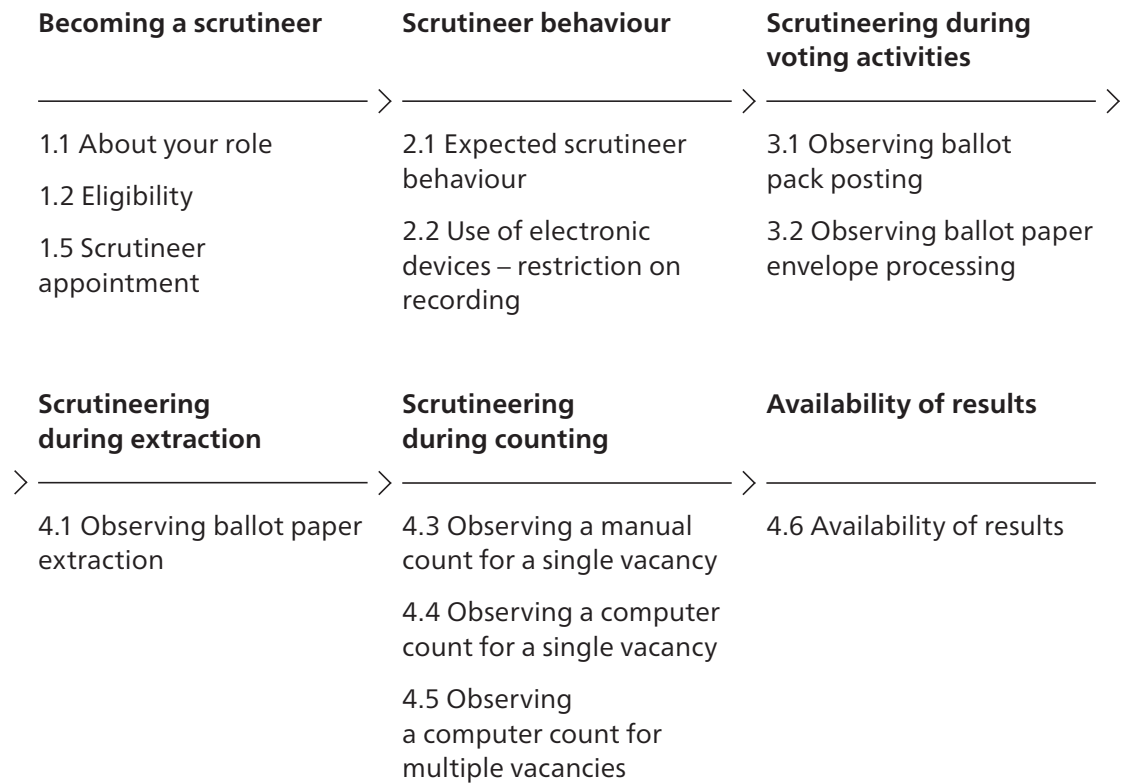 Becoming a scrutineer
1.1 About your role
1.2 Eligibility
1.5 Scrutineer
appointment
Scrutineer behaviour
2.1 Expected scrutineer
behaviour
2.2 Use of electronic
devices – restriction on
recording
Scrutineering during
voting activities
3.1 Observing ballot
pack posting
3.2 Observing ballot paper
envelope processing
Scrutineering
during extraction
4.1 Observing ballot paper
extraction
Scrutineering
during counting
4.3 Observing a manual
count for a single vacancy
4.4 Observing a computer
count for a single vacancy
4.5 Observing
a computer count for
multiple vacancies
Availability of results
4.6 Availability of results